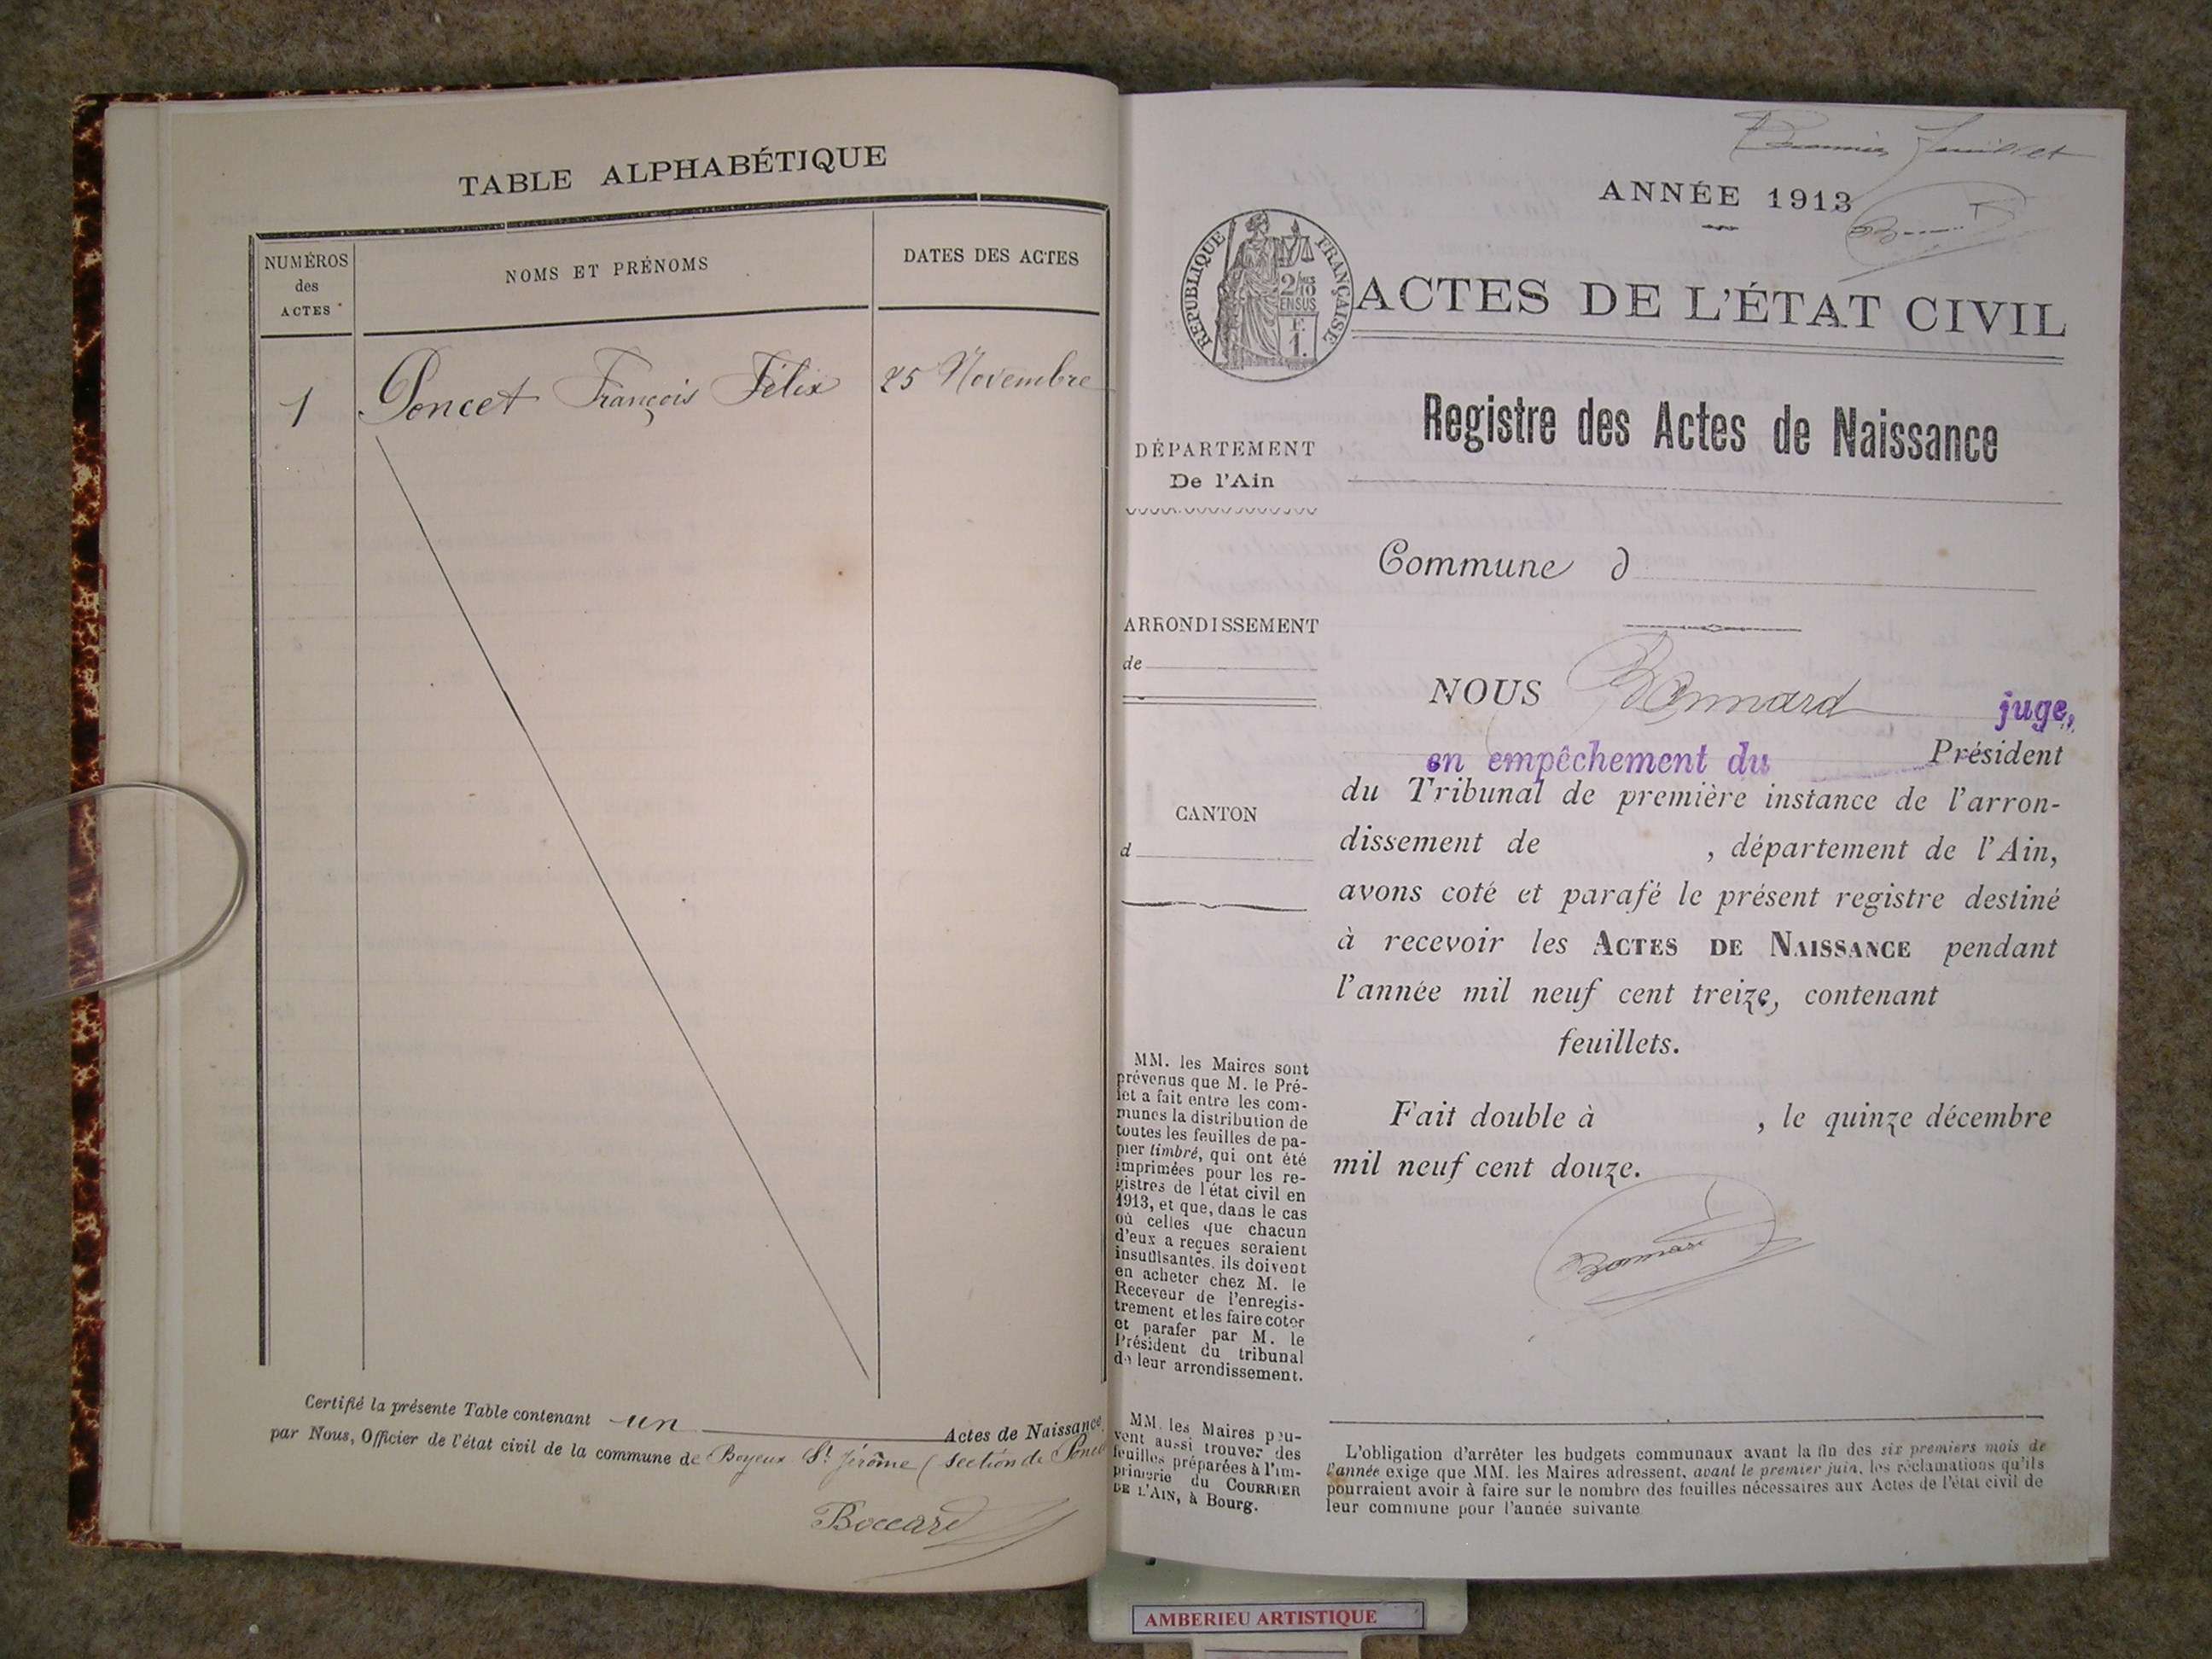 TABLE ALPHABÉTIQUE
NUMÉROS
des
ACTES
NOMS ET PRÉNOMS
DATES DES ACTES
1
Poncet François Félix
25 Novembre
Certifié la présente Table contenant un Actes de Naissance
par Nous, Officier de l'état civil de la commune de Boyeux St Jérôme (section de
Boccard
Premier feuillet
ANNÉE 1913
RÉPUBLIQUE FRANÇAISE
2/10
EN SUS
F.
1.
ACTES DE L'ÉTAT CIVIL
Registre des Actes de Naissance
DÉPARTEMENT
De l'Ain
Commune d
ARRONDISSEMENT
de
NOUS Bonnard juge,
en empêchement du Président
du Tribunal de première instance de l'arron-
dissement de , département de l'Ain,
avons coté et parafé le présent registre destiné
à recevoir les ACTES DE NAISSANCE pendant
l'année mil neuf cent treize, contenant
feuillets.
CANTON
d
Fait double à , le quinze décembre
mil neuf cent douze.
Bonnard
MM. les Maires sont
prévenus que M. le Pré-
fet a fait entre les com-
munes la distribution de
toutes les feuilles de pa-
pier timbré, qui ont été
imprimées pour les re-
gistres de l'état civil en
1913, et que, dans le cas
où celles que chacun
d'eux a reçues seraient
insuffisantes, ils doivent
en acheter chez M. le
Receveur de l'enregis-
trement et les faire coter
et parafer par M. le
Président du tribunal
de leur arrondissement.
MM. les Maires peu-
vent aussi trouver des
feuilles préparées à l'im-
primerie du COURRIER
DE L'AIN, à Bourg.
L'obligation d'arrêter les budgets communaux avant la fin des six premiers mois de
l'année exige que MM. les Maires adressent, avant le premier juin, les réclamations qu'ils
pourraient avoir à faire sur le nombre des feuilles nécessaires aux Actes de l'état civil de
leur commune pour l'année suivante
AMBERIEU ARTISTIQUE